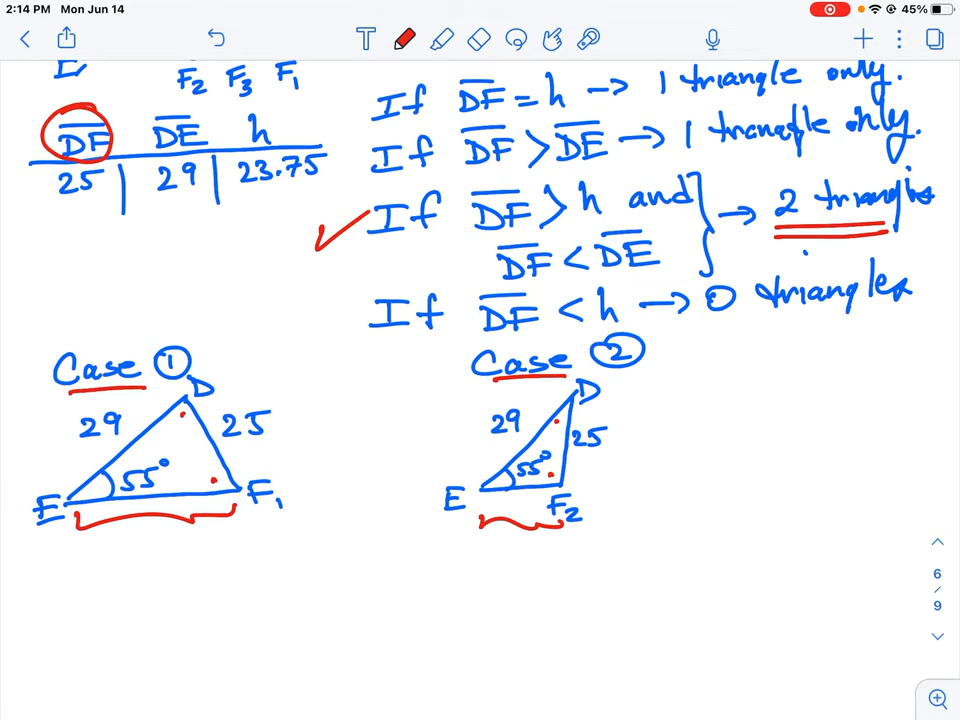 2:14 PM Mon Jun 14
45%
T
E
F2 F3 F1
DF DE h
25 29 23.75
If DF = h → 1 triangle only.
If DF > DE → 1 triangle only.
If DF > h and
DF < DE
→ 2 triangles
If DF < h → 0 triangles
Case 1
D
29 25
55°
E F1
Case 2
D
29 25
55°
E F2
6
/
9